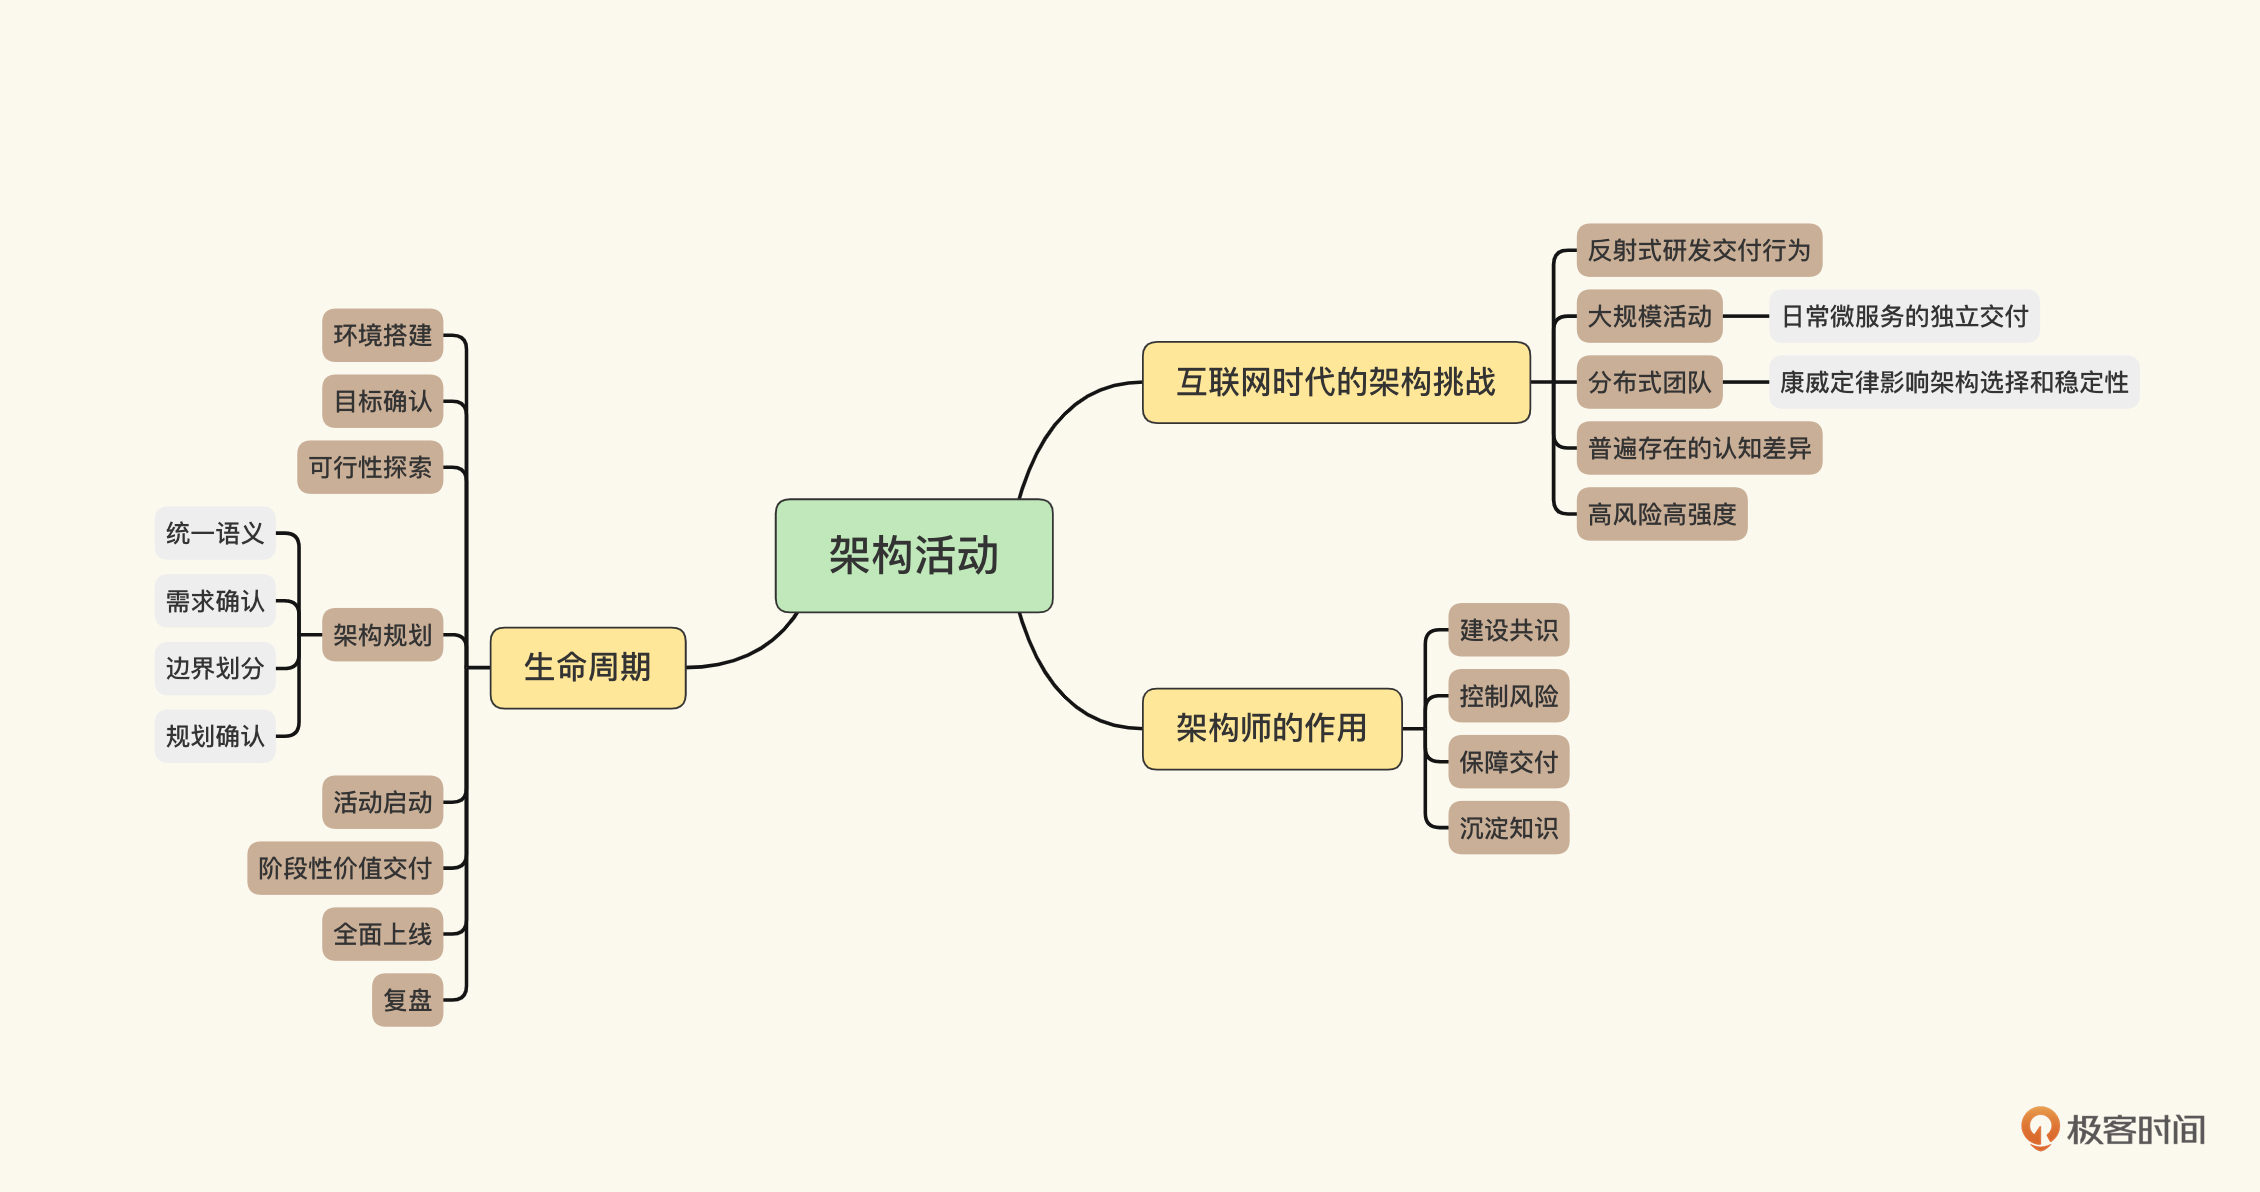 架构活动
互联网时代的架构挑战
反射式研发交付行为
大规模活动
日常微服务的独立交付
分布式团队
康威定律影响架构选择和稳定性
普遍存在的认知差异
高风险高强度
架构师的作用
建设共识
控制风险
保障交付
沉淀知识
生命周期
环境搭建
目标确认
可行性探索
架构规划
统一语义
需求确认
边界划分
规划确认
活动启动
阶段性价值交付
全面上线
复盘
极客时间